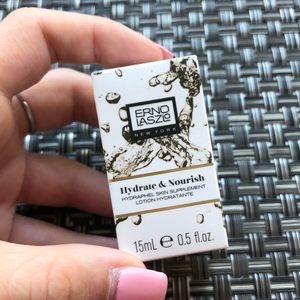 ERNO
LASZLO
NEW YORK
Hydrate & Nourish
HYDRAPHEL SKIN SUPPLEMENT
LOTION HYDRATANTE
15mL ℮ 0.5 fl.oz.